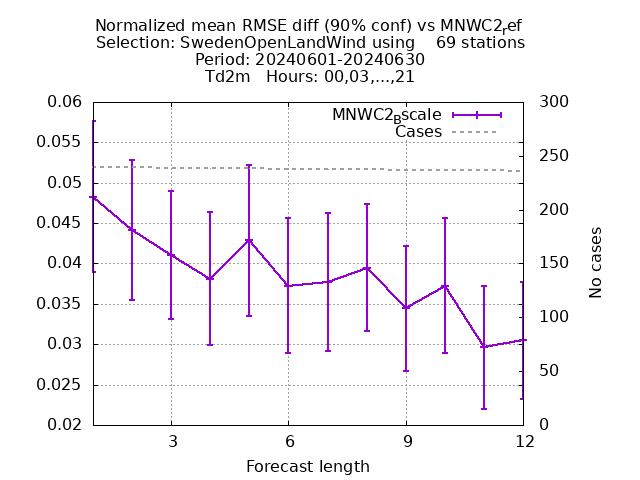 Normalized mean RMSE diff (90% conf) vs MNWC2ref
Selection: SwedenOpenLandWind using 69 stations
Period: 20240601-20240630
Td2m Hours: 00,03,...,21
MNWC2Bscale
Cases
0.06
0.055
0.05
0.045
0.04
0.035
0.03
0.025
0.02
300
250
200
150
100
50
0
No cases
3 6 9 12
Forecast length